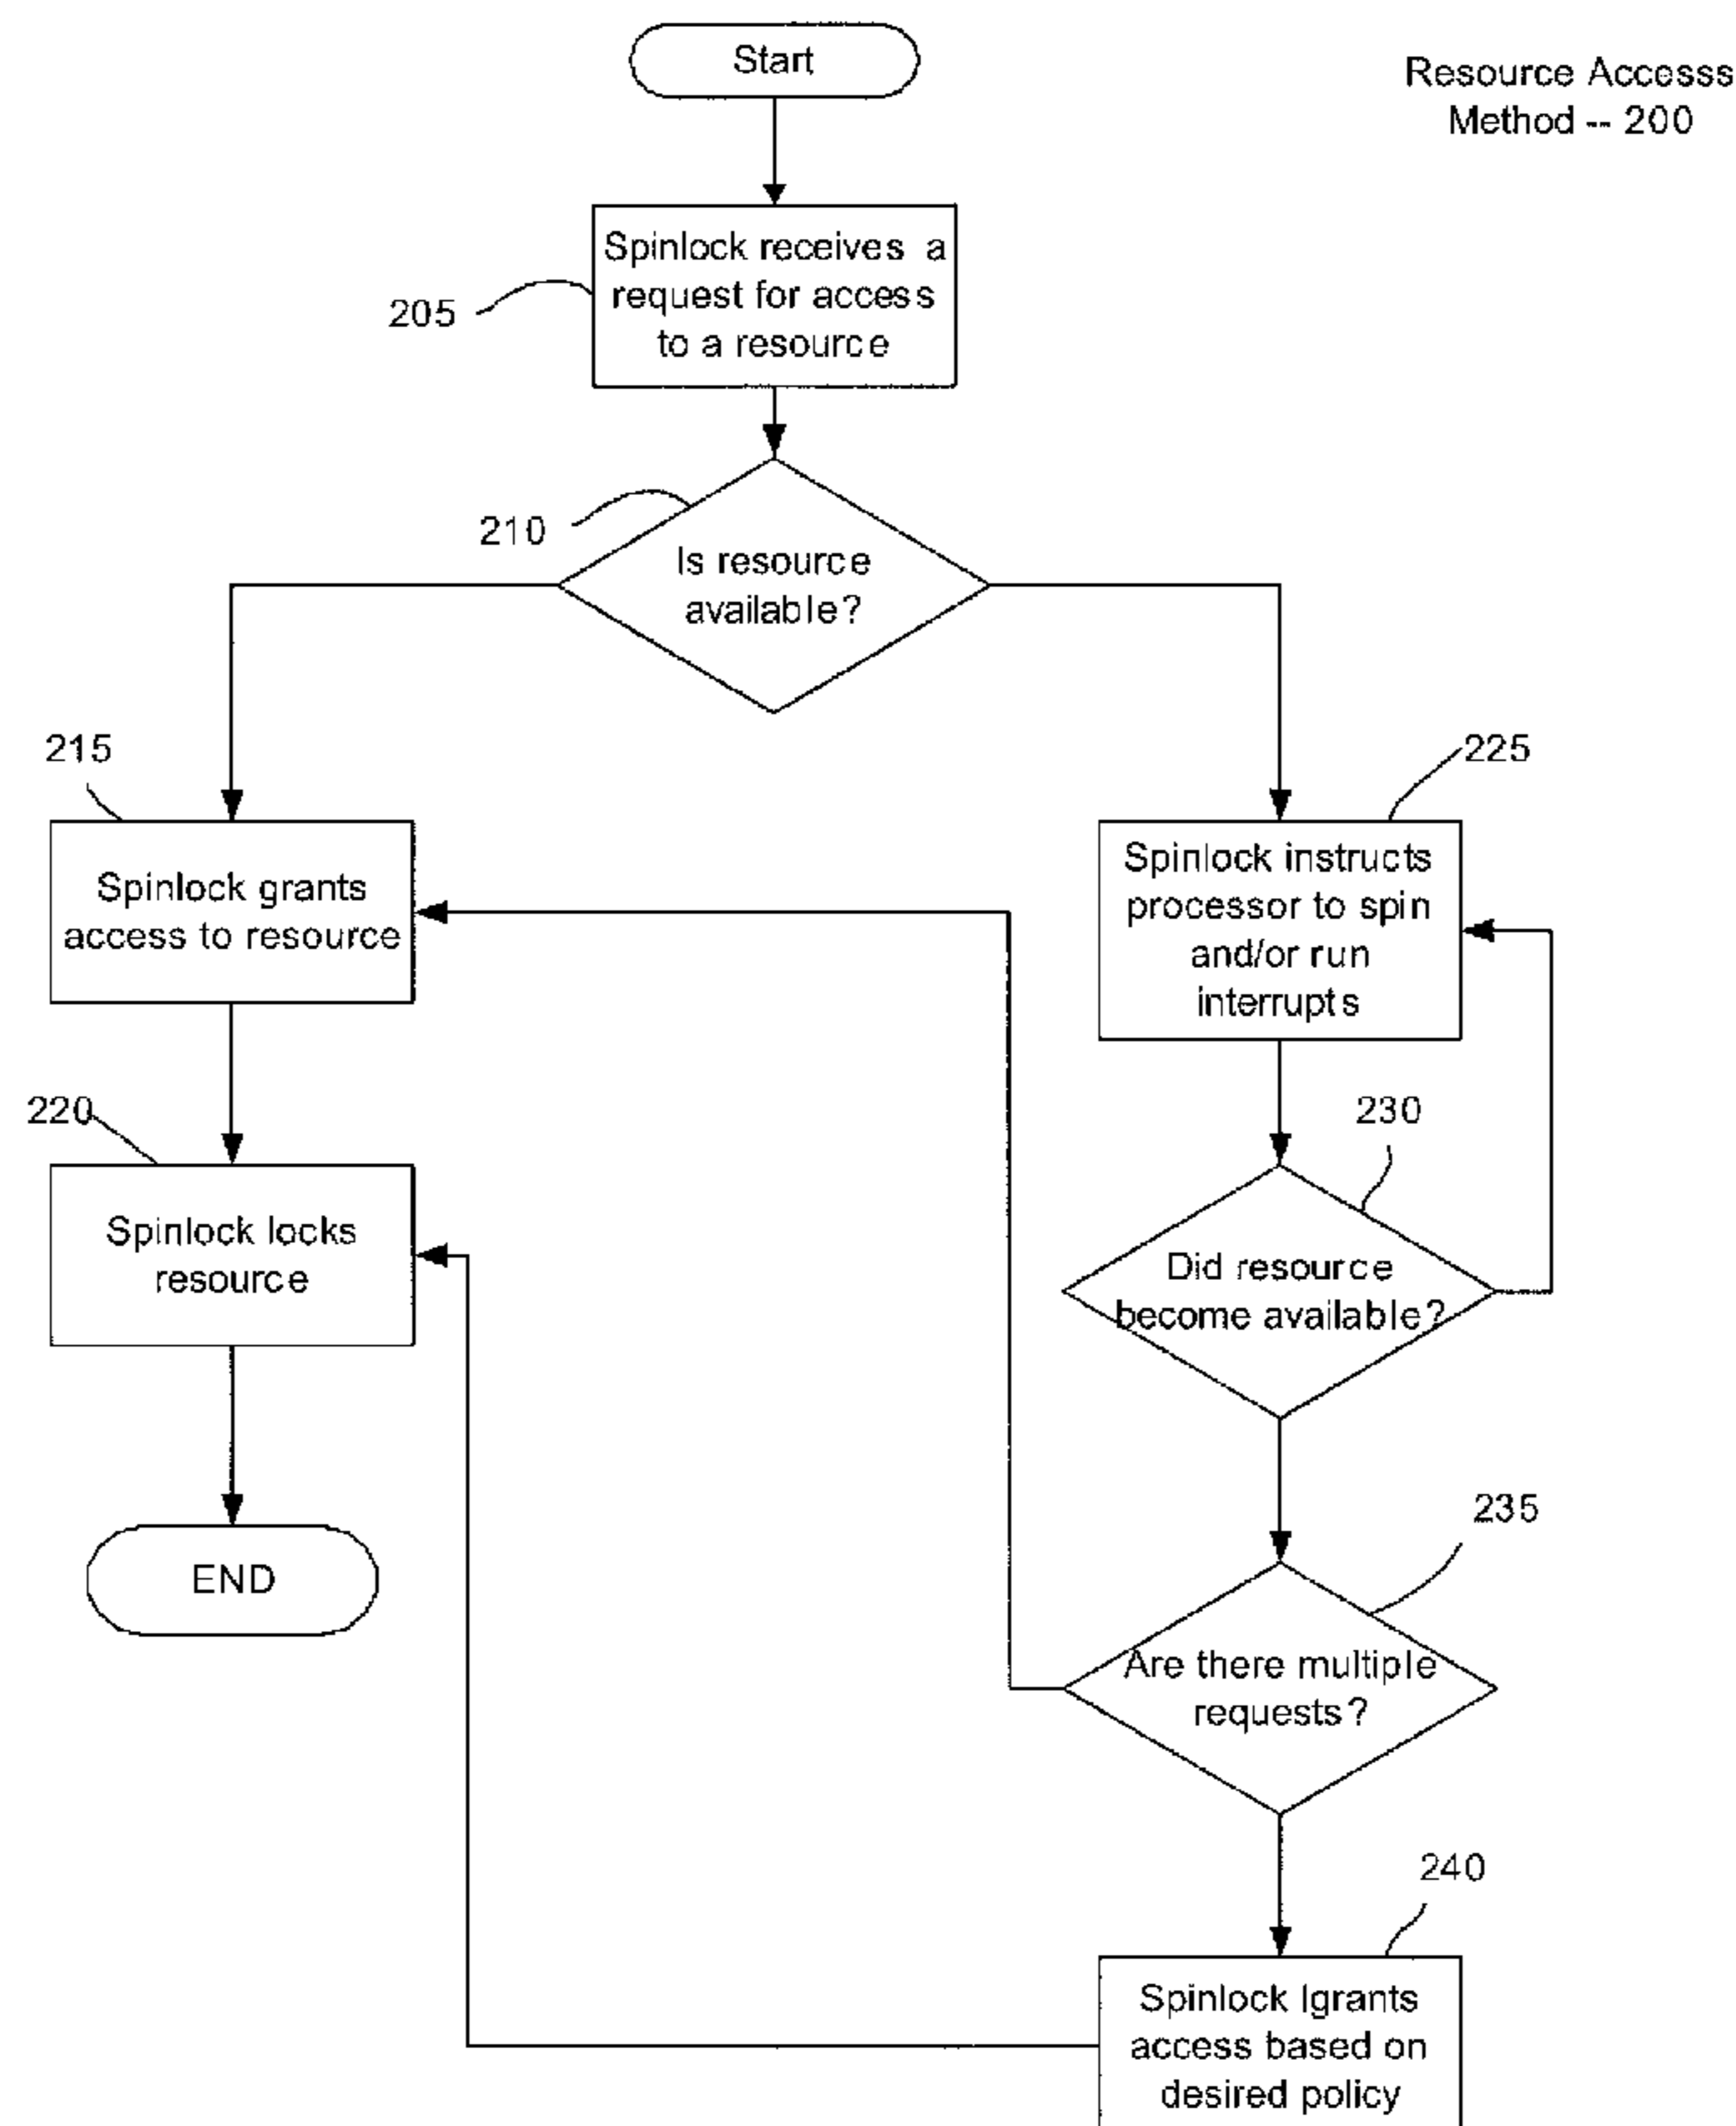 Start
Resource Accesss
Method -- 200
Spinlock receives a
request for access
to a resource
205
210
Is resource
available?
215
225
Spinlock grants
access to resource
Spinlock instructs
processor to spin
and/or run
interrupts
220
230
Spinlock locks
resource
Did resource
become available?
END
235
Are there multiple
requests?
240
Spinlock lgrants
access based on
desired policy